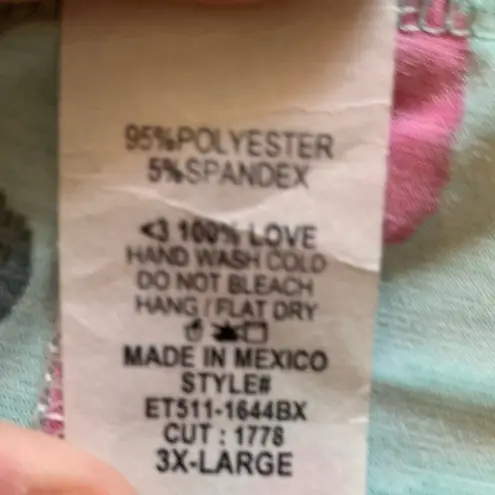 95%POLYESTER
5%SPANDEX
<3 100% LOVE
HAND WASH COLD
DO NOT BLEACH
HANG / FLAT DRY
MADE IN MEXICO
STYLE#
ET511-1644BX
CUT : 1778
3X-LARGE